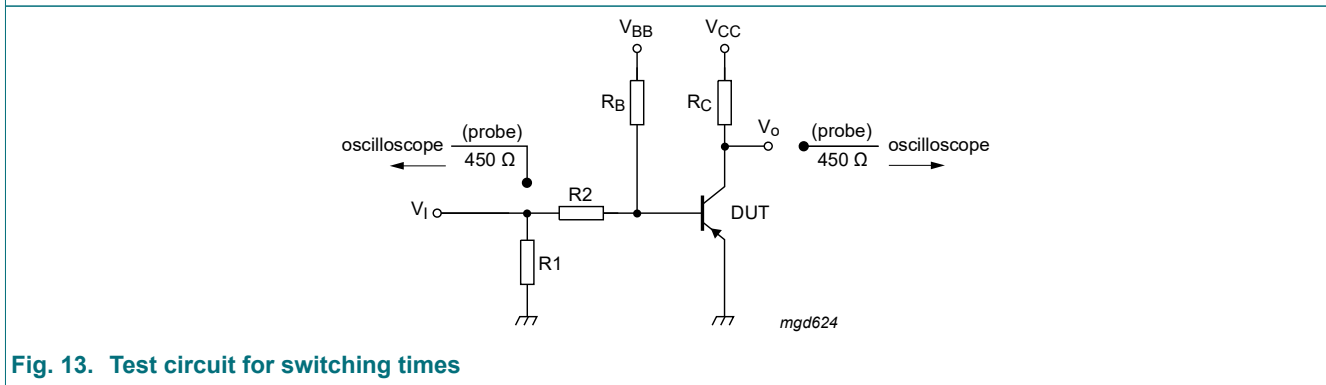 VBB
VCC
RB
RC
Vo
oscilloscope
(probe)
450 Ω
(probe)
450 Ω
oscilloscope
R2
VI
DUT
R1
mgd624
Fig. 13. Test circuit for switching times